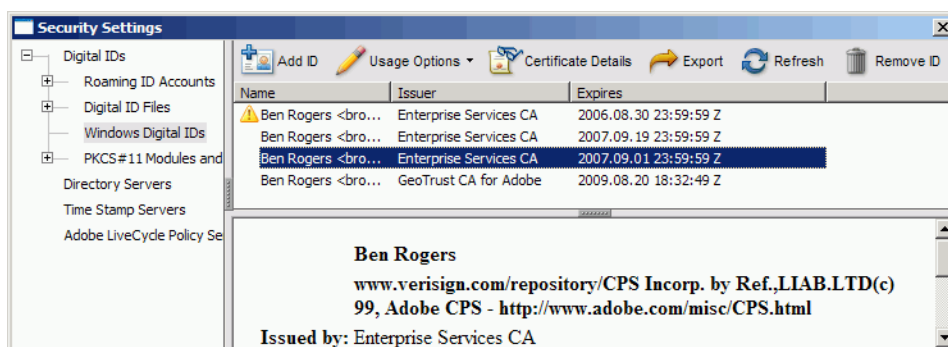 Security Settings
Digital IDs
Roaming ID Accounts
Digital ID Files
Windows Digital IDs
PKCS#11 Modules and
Directory Servers
Time Stamp Servers
Adobe LiveCycle Policy Se
Add ID Usage Options Certificate Details Export Refresh Remove ID
Name Issuer Expires
Ben Rogers <bro... Enterprise Services CA 2006.08.30 23:59:59 Z
Ben Rogers <bro... Enterprise Services CA 2007.09.19 23:59:59 Z
Ben Rogers <bro... Enterprise Services CA 2007.09.01 23:59:59 Z
Ben Rogers <bro... GeoTrust CA for Adobe 2009.08.20 18:32:49 Z
Ben Rogers
www.verisign.com/repository/CPS Incorp. by Ref.,LIAB.LTD(c)
99, Adobe CPS - http://www.adobe.com/misc/CPS.html
Issued by: Enterprise Services CA